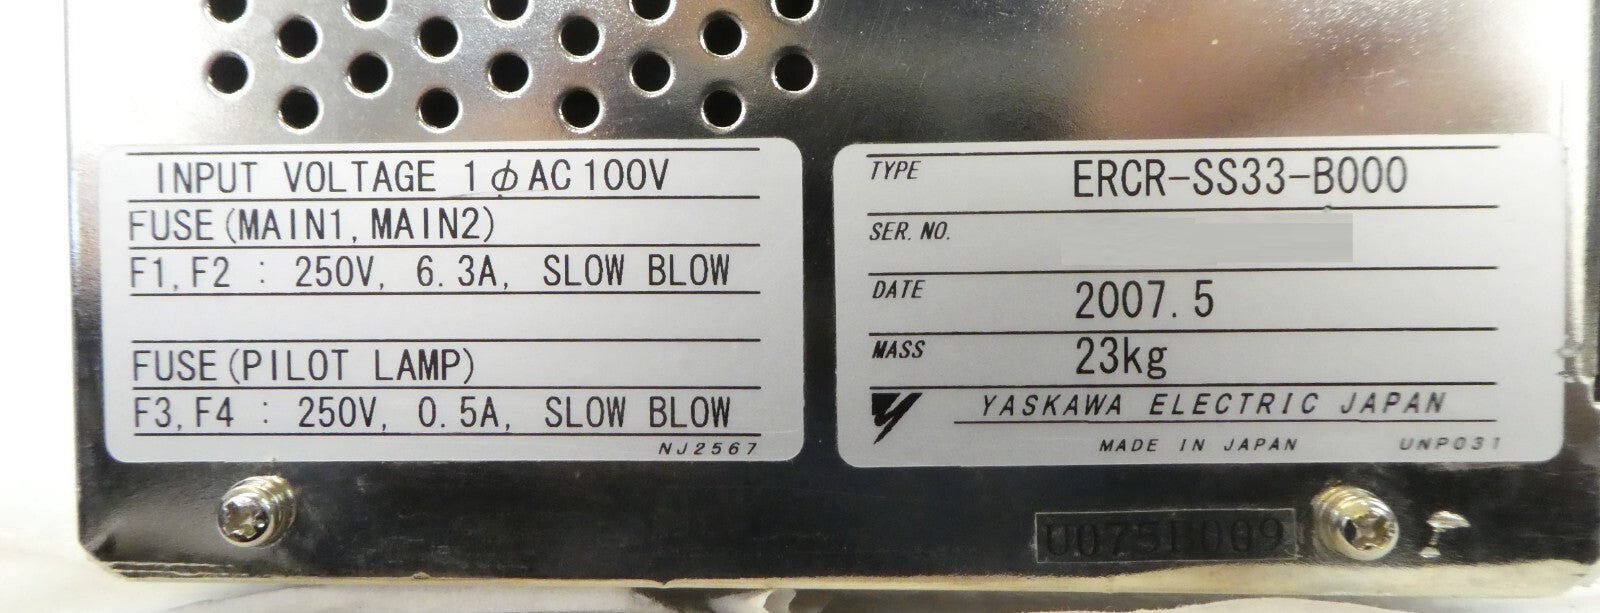 INPUT VOLTAGE 1φAC100V
FUSE(MAIN1,MAIN2)
F1,F2 : 250V, 6.3A, SLOW BLOW
FUSE(PILOT LAMP)
F3,F4 : 250V, 0.5A, SLOW BLOW
NJ2567
TYPE ERCR-SS33-B000
SER. NO.
DATE 2007.5
MASS 23kg
YASKAWA ELECTRIC JAPAN
MADE IN JAPAN UNP031
U075B009